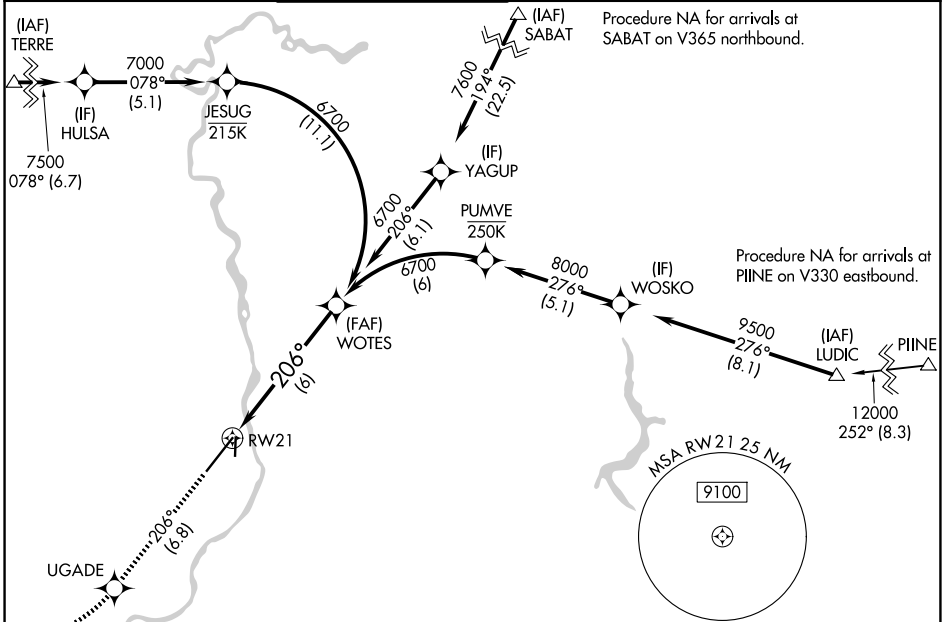 (IAF)
TERRE
7000
078°
(5.1)
(IF)
HULSA
7500
078° (6.7)
JESUG
215K
6700
(11.1)
(IAF)
SABAT
Procedure NA for arrivals at
SABAT on V365 northbound.
7600
194°
(22.5)
(IF)
YAGUP
6700
206°
(6.1)
PUMVE
250K
6700
(6)
8000
276°
(5.1)
(IF)
WOSKO
Procedure NA for arrivals at
PIINE on V330 eastbound.
9500
276°
(8.1)
(IAF)
LUDIC
PIINE
12000
252° (8.3)
(FAF)
WOTES
206°
(6)
RW21
206°
(6.8)
UGADE
MSA RW21 25 NM
9100